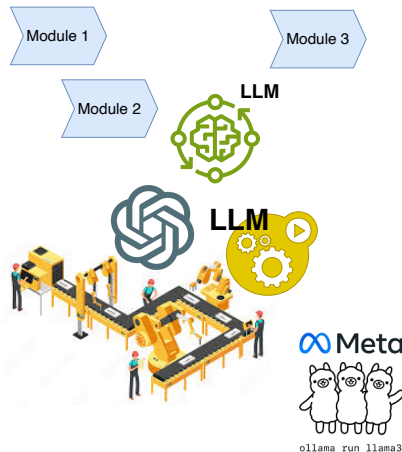 Module 1
Module 3
LLM
Module 2
LLM
Meta
ollama run llama3